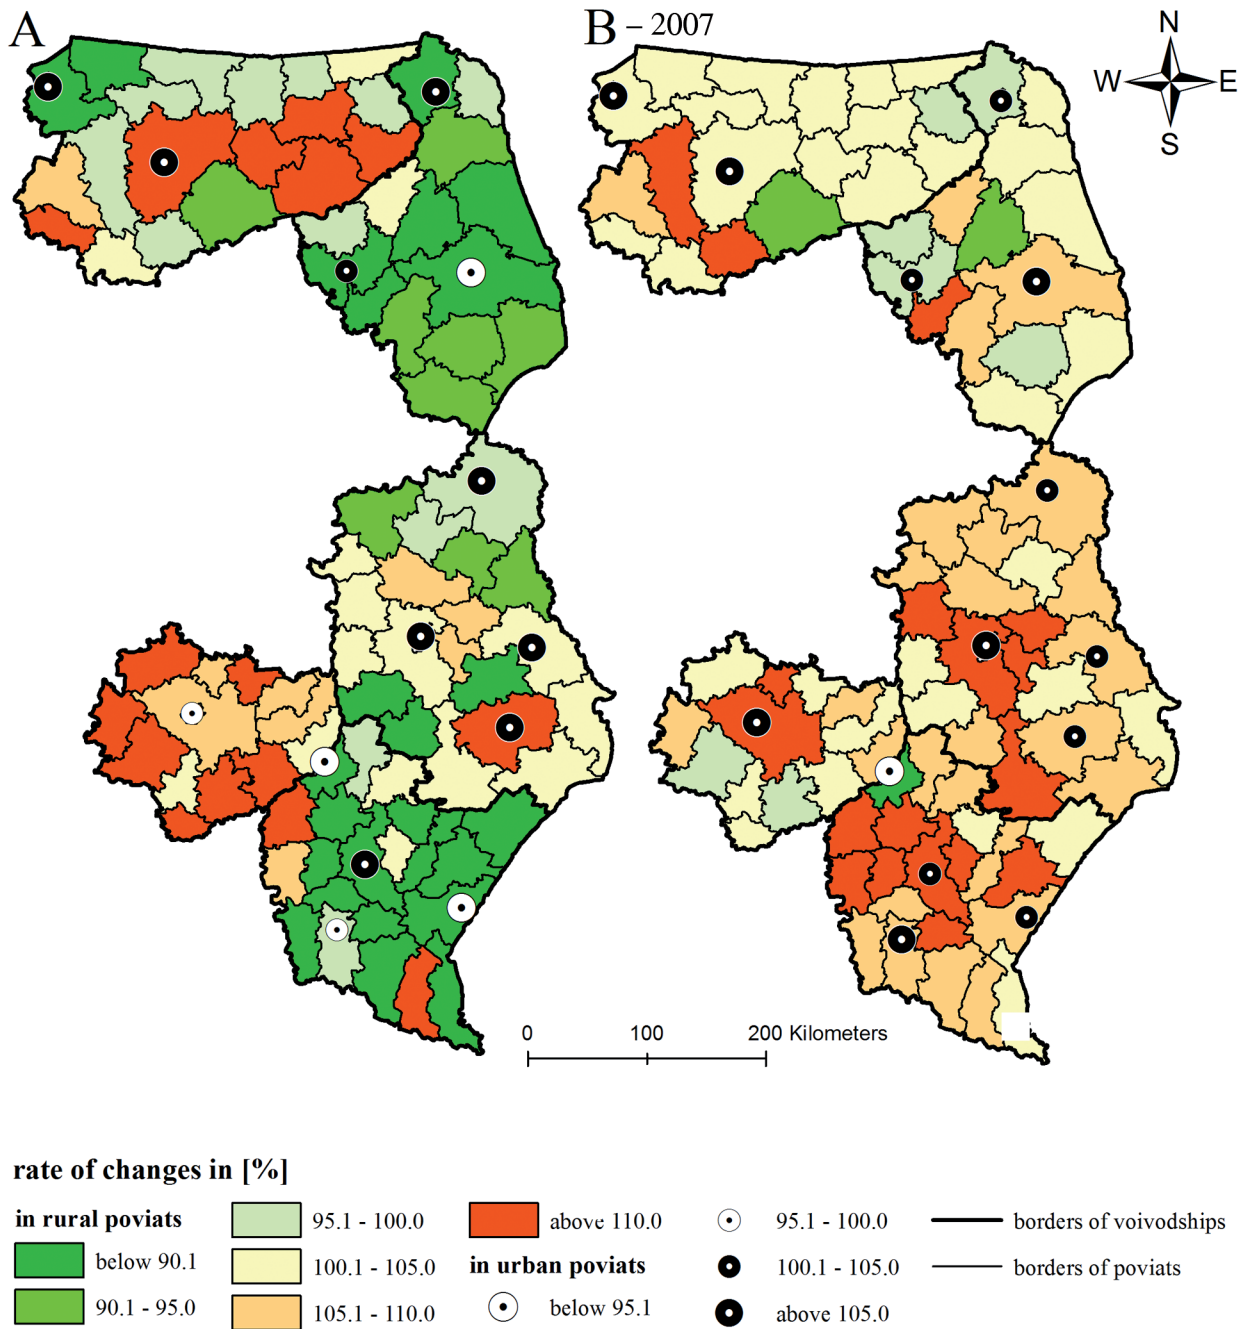 A
B – 2007
N
W E
S
0 100 200 Kilometers
rate of changes in [%]
in rural poviats
below 90.1
90.1 - 95.0
95.1 - 100.0
100.1 - 105.0
105.1 - 110.0
above 110.0
in urban poviats
below 95.1
95.1 - 100.0
100.1 - 105.0
above 105.0
borders of voivodships
borders of poviats